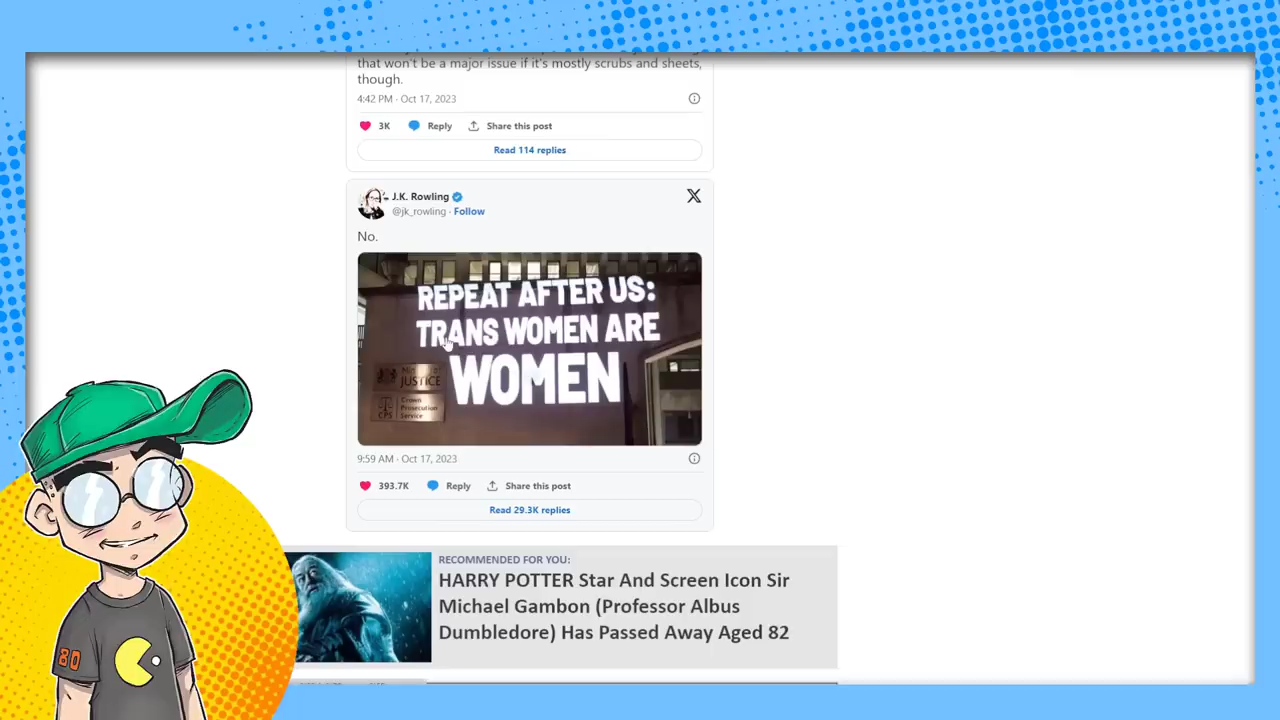 that won't be a major issue if it's mostly scrubs and sheets,
though.
4:42 PM · Oct 17, 2023
3K Reply Share this post
Read 114 replies
J.K. Rowling
@jk_rowling · Follow
No.
REPEAT AFTER US:
TRANS WOMEN ARE
WOMEN
JUSTICE
CPS
Crown
Prosecution
Service
9:59 AM · Oct 17, 2023
393.7K Reply Share this post
Read 29.3K replies
RECOMMENDED FOR YOU:
HARRY POTTER Star And Screen Icon Sir
Michael Gambon (Professor Albus
Dumbledore) Has Passed Away Aged 82
80